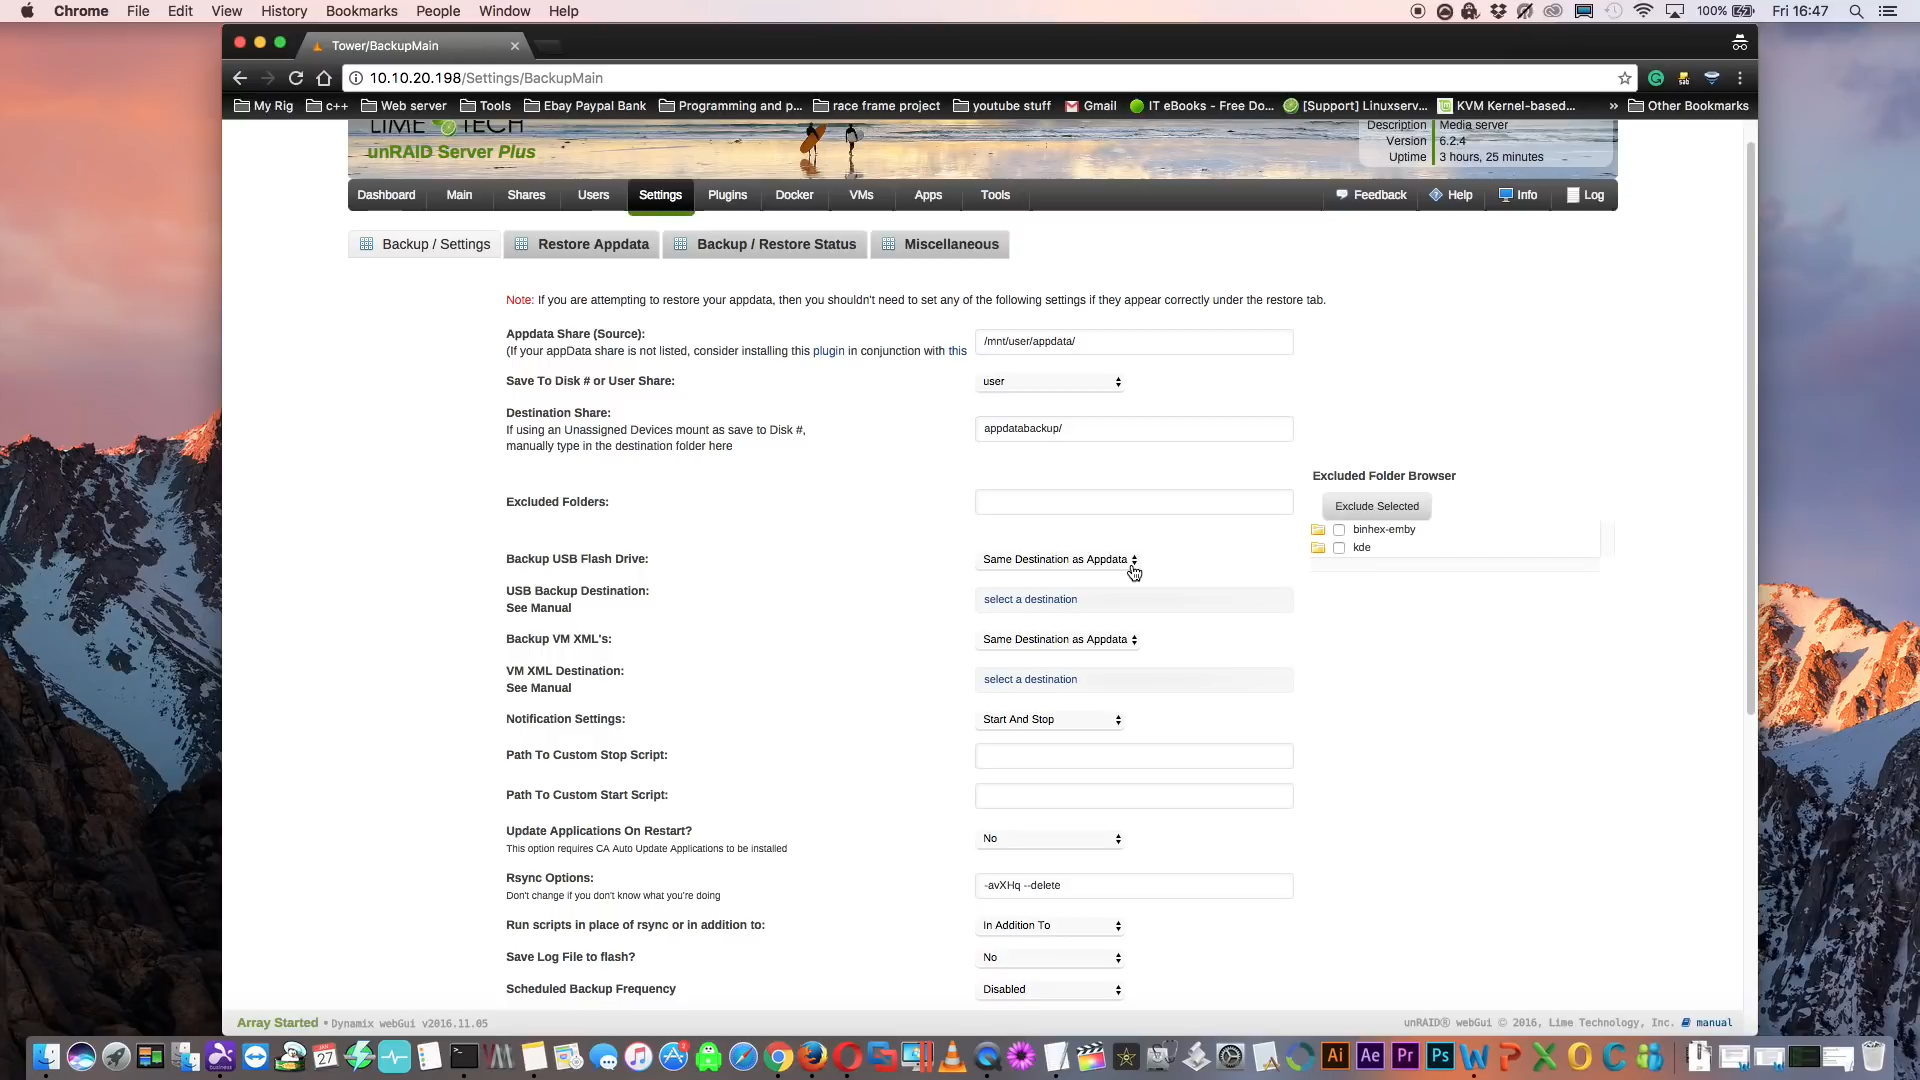 Chrome File Edit View History Bookmarks People Window Help
100% Fri 16:47
Tower/BackupMain
10.10.20.198/Settings/BackupMain
My Rig c++ Web server Tools Ebay Paypal Bank Programming and p... race frame project youtube stuff Gmail IT eBooks - Free Do... [Support] Linuxserv... KVM Kernel-based... » Other Bookmarks
LIME TECH
unRAID Server Plus
Description Media server
Version 6.2.4
Uptime 3 hours, 25 minutes
Dashboard Main Shares Users Settings Plugins Docker VMs Apps Tools Feedback Help Info Log
Backup / Settings Restore Appdata Backup / Restore Status Miscellaneous
Note: If you are attempting to restore your appdata, then you shouldn't need to set any of the following settings if they appear correctly under the restore tab.
Appdata Share (Source):
(If your appData share is not listed, consider installing this plugin in conjunction with this
/mnt/user/appdata/
Save To Disk # or User Share: user
Destination Share:
If using an Unassigned Devices mount as save to Disk #,
manually type in the destination folder here
appdatabackup/
Excluded Folder Browser
Excluded Folders:
Exclude Selected
binhex-emby
kde
Backup USB Flash Drive: Same Destination as Appdata
USB Backup Destination:
See Manual
select a destination
Backup VM XML's: Same Destination as Appdata
VM XML Destination:
See Manual
select a destination
Notification Settings: Start And Stop
Path To Custom Stop Script:
Path To Custom Start Script:
Update Applications On Restart?
This option requires CA Auto Update Applications to be installed
No
Rsync Options:
Don't change if you don't know what you're doing
-avXHq --delete
Run scripts in place of rsync or in addition to: In Addition To
Save Log File to flash? No
Scheduled Backup Frequency Disabled
Array Started • Dynamix webGui v2016.11.05
unRAID® webGui © 2016, Lime Technology, Inc. manual
JAN
27
Ai Ae Pr Ps